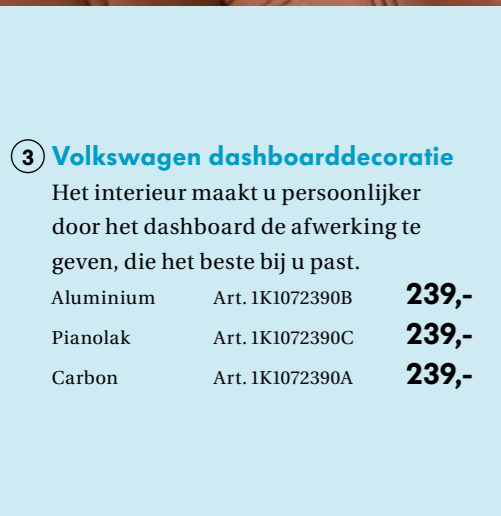 3 Volkswagen dashboarddecoratie
Het interieur maakt u persoonlijker
door het dashboard de afwerking te
geven, die het beste bij u past.
Aluminium Art. 1K1072390B 239,-
Pianolak Art. 1K1072390C 239,-
Carbon Art. 1K1072390A 239,-